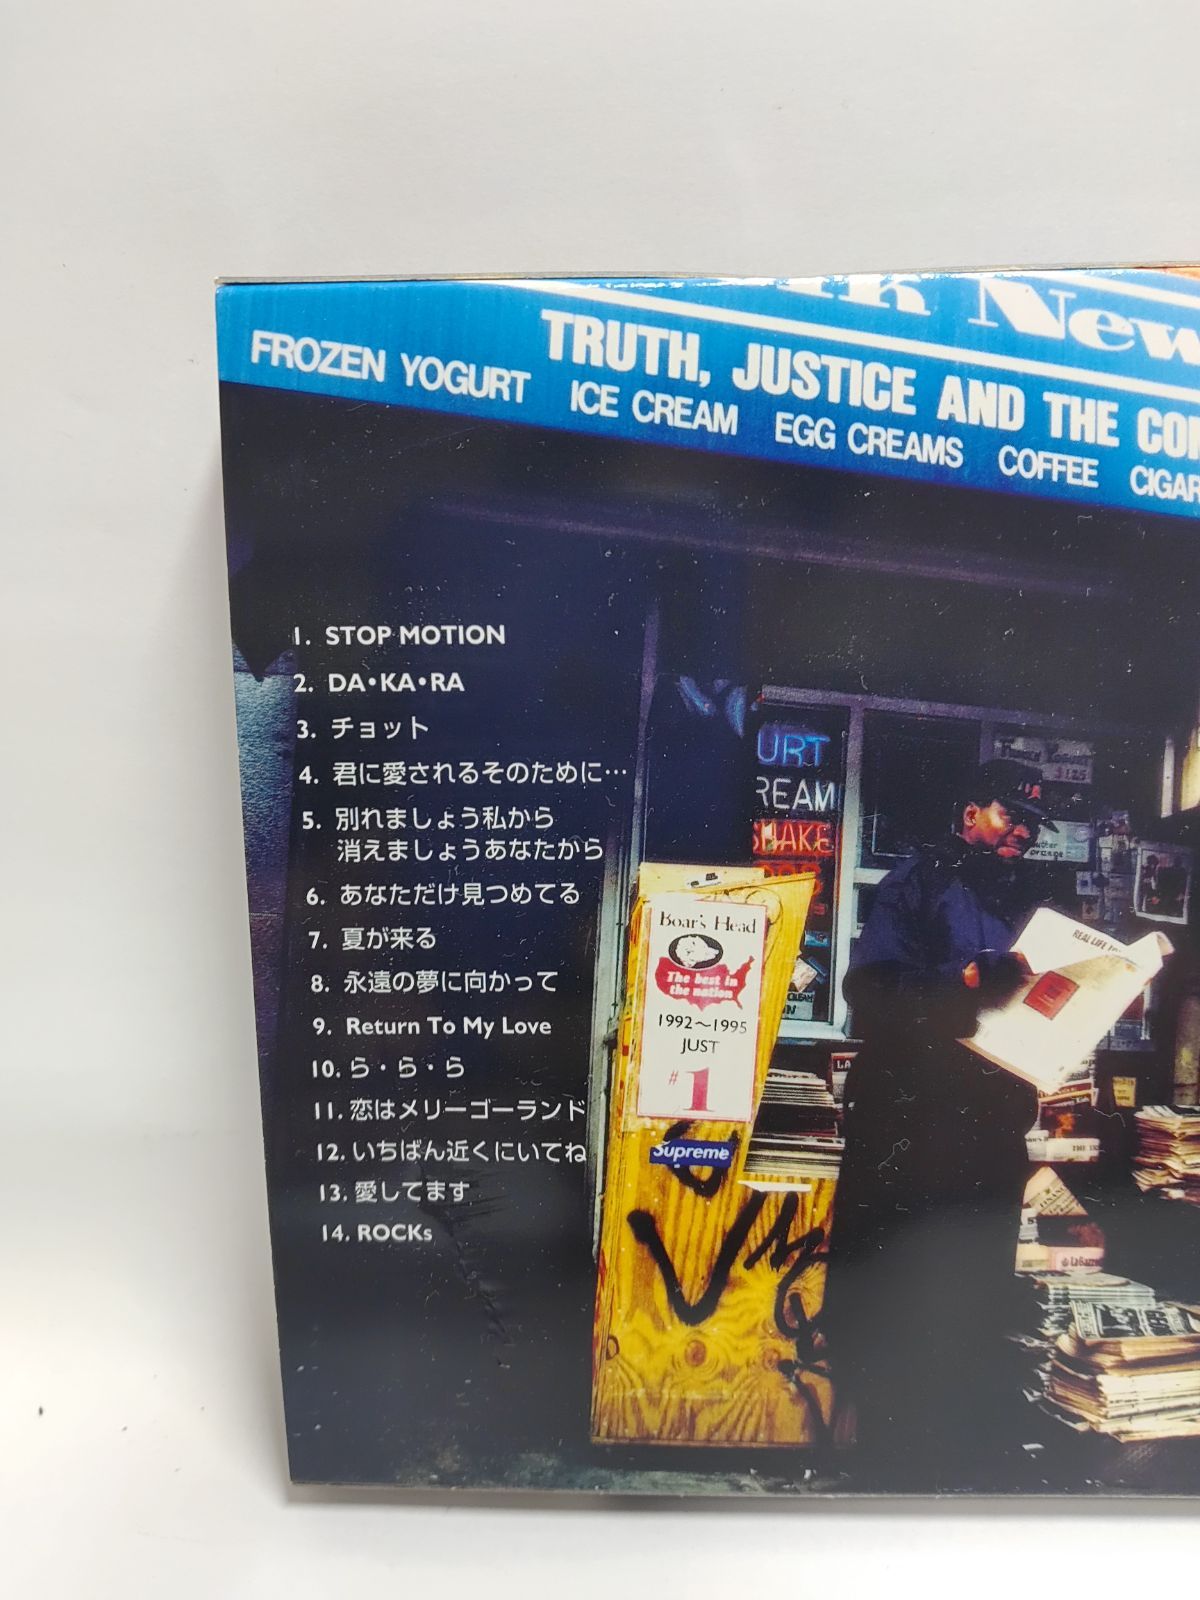 New
TRUTH, JUSTICE AND THE
FROZEN YOGURT ICE CREAM EGG CREAMS COFFEE
1. STOP MOTION
2. DA・KA・RA
3. チョット
4. 君に愛されるそのために…
5. 別れましょう私から
消えましょうあなたから
6. あなただけ見つめてる
7. 夏が来る
8. 永遠の夢に向かって
9. Return To My Love
10. ら・ら・ら
11. 恋はメリーゴーランド
12. いちばん近くにいてね
13. 愛してます
14. ROCKs
URT
REAM
SHAKE
Boar's Head
The best in
the nation
1992〜1995
JUST
#1
Supreme
REAL LIFE